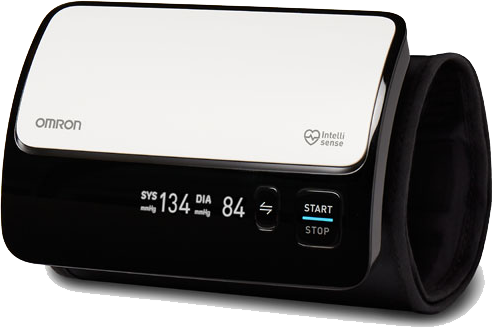 OMRON
Intelli
sense
SYS mmHg 134 DIA mmHg 84
START
STOP